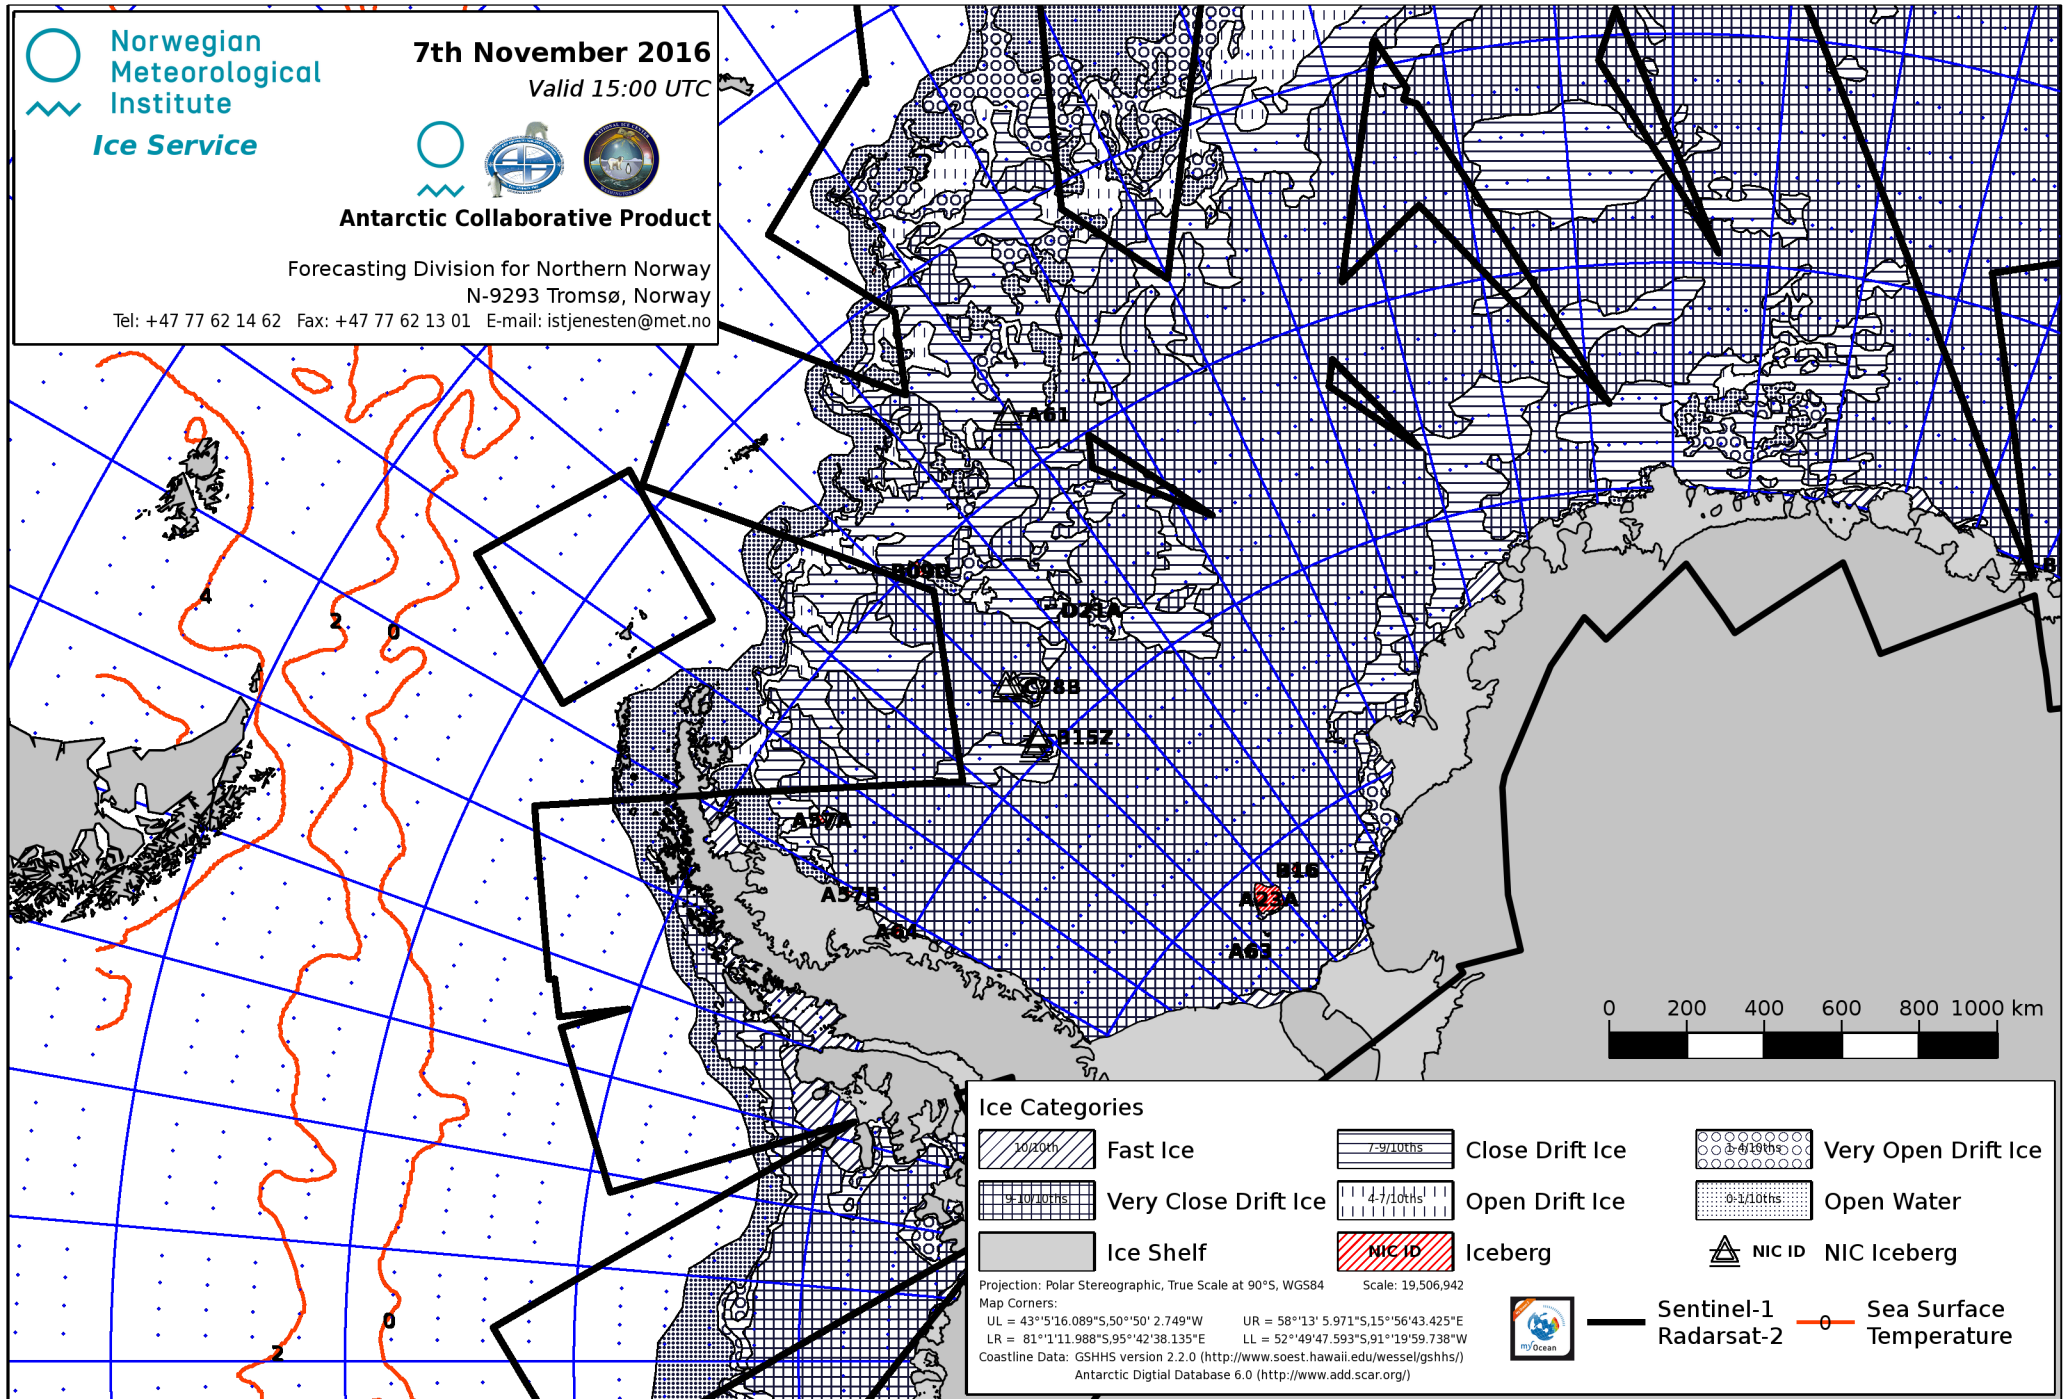 Norwegian
Meteorological
Institute
Ice Service
7th November 2016
Valid 15:00 UTC
Antarctic Collaborative Product
Forecasting Division for Northern Norway
N-9293 Tromsø, Norway
Tel: +47 77 62 14 62 Fax: +47 77 62 13 01 E-mail: istjenesten@met.no
A61
B09D
D21A
C28B
B15Z
A57A
A57B
A64
B16
A23A
A63
B
4
2
0
0
2
0 200 400 600 800 1000 km
Ice Categories
10/10th Fast Ice
7-9/10ths Close Drift Ice
1-4/10ths Very Open Drift Ice
9-10/10ths Very Close Drift Ice
4-7/10ths Open Drift Ice
0-1/10ths Open Water
Ice Shelf
NIC ID Iceberg
NIC ID NIC Iceberg
Projection: Polar Stereographic, True Scale at 90°S, WGS84 Scale: 19,506,942
Map Corners:
UL = 43°'5'16.089"S,50°'50' 2.749"W UR = 58°'13' 5.971"S,15°'56'43.425"E
LR = 81°'1'11.988"S,95°'42'38.135"E LL = 52°'49'47.593"S,91°'19'59.738"W
Coastline Data: GSHHS version 2.2.0 (http://www.soest.hawaii.edu/wessel/gshhs/)
Antarctic Digtial Database 6.0 (http://www.add.scar.org/)
my Ocean
Sentinel-1
Radarsat-2
0
Sea Surface
Temperature